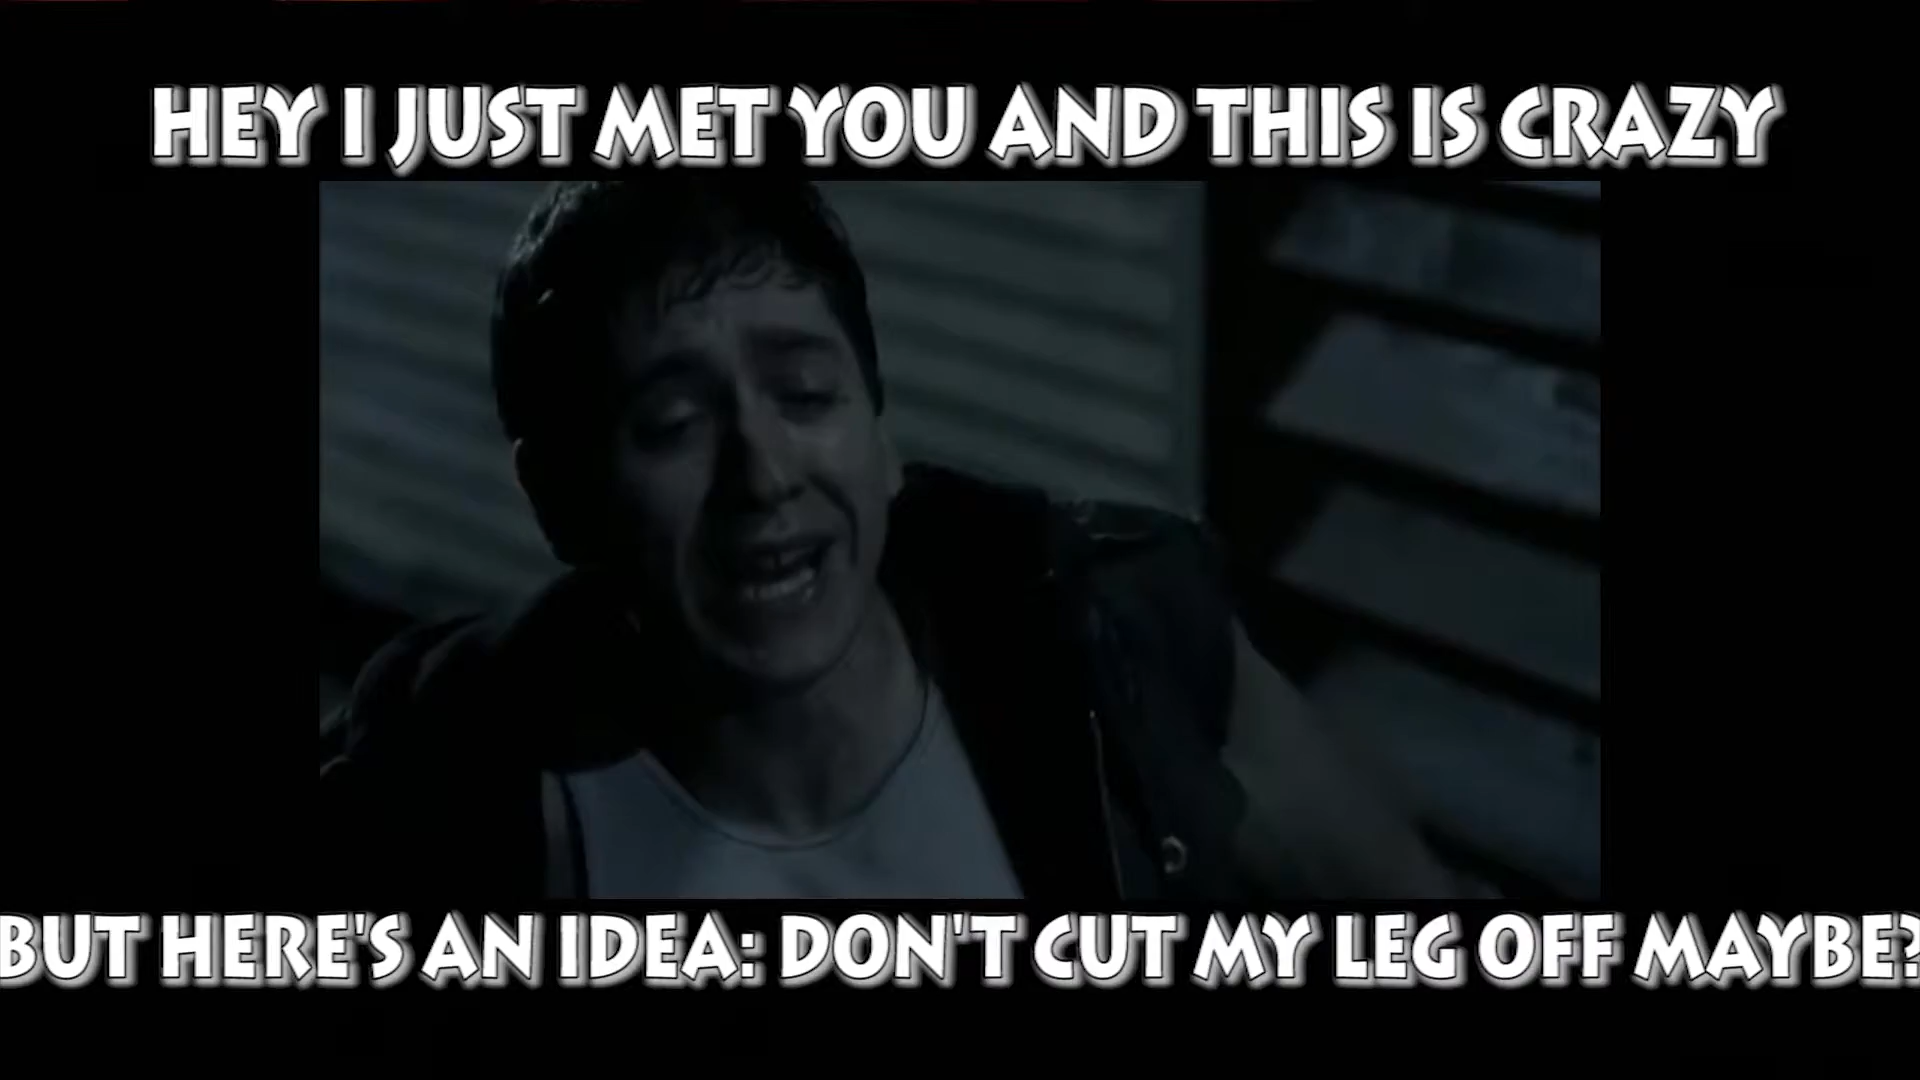 HEY I JUST MET YOU AND THIS IS CRAZY
BUT HERE'S AN IDEA: DON'T CUT MY LEG OFF MAYBE?